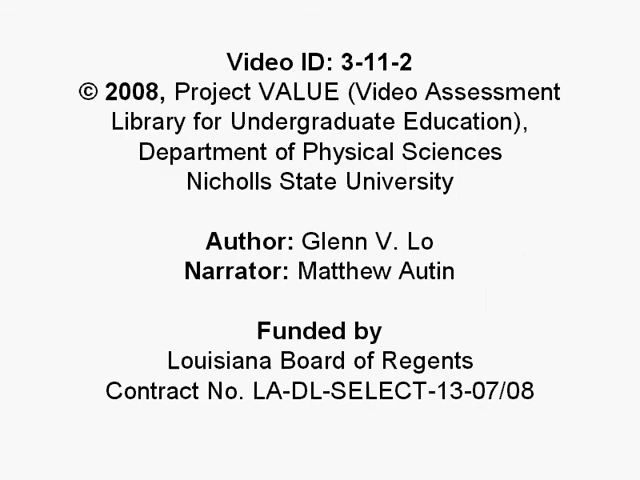 Video ID: 3-11-2
© 2008, Project VALUE (Video Assessment
Library for Undergraduate Education),
Department of Physical Sciences
Nicholls State University
Author: Glenn V. Lo
Narrator: Matthew Autin
Funded by
Louisiana Board of Regents
Contract No. LA-DL-SELECT-13-07/08